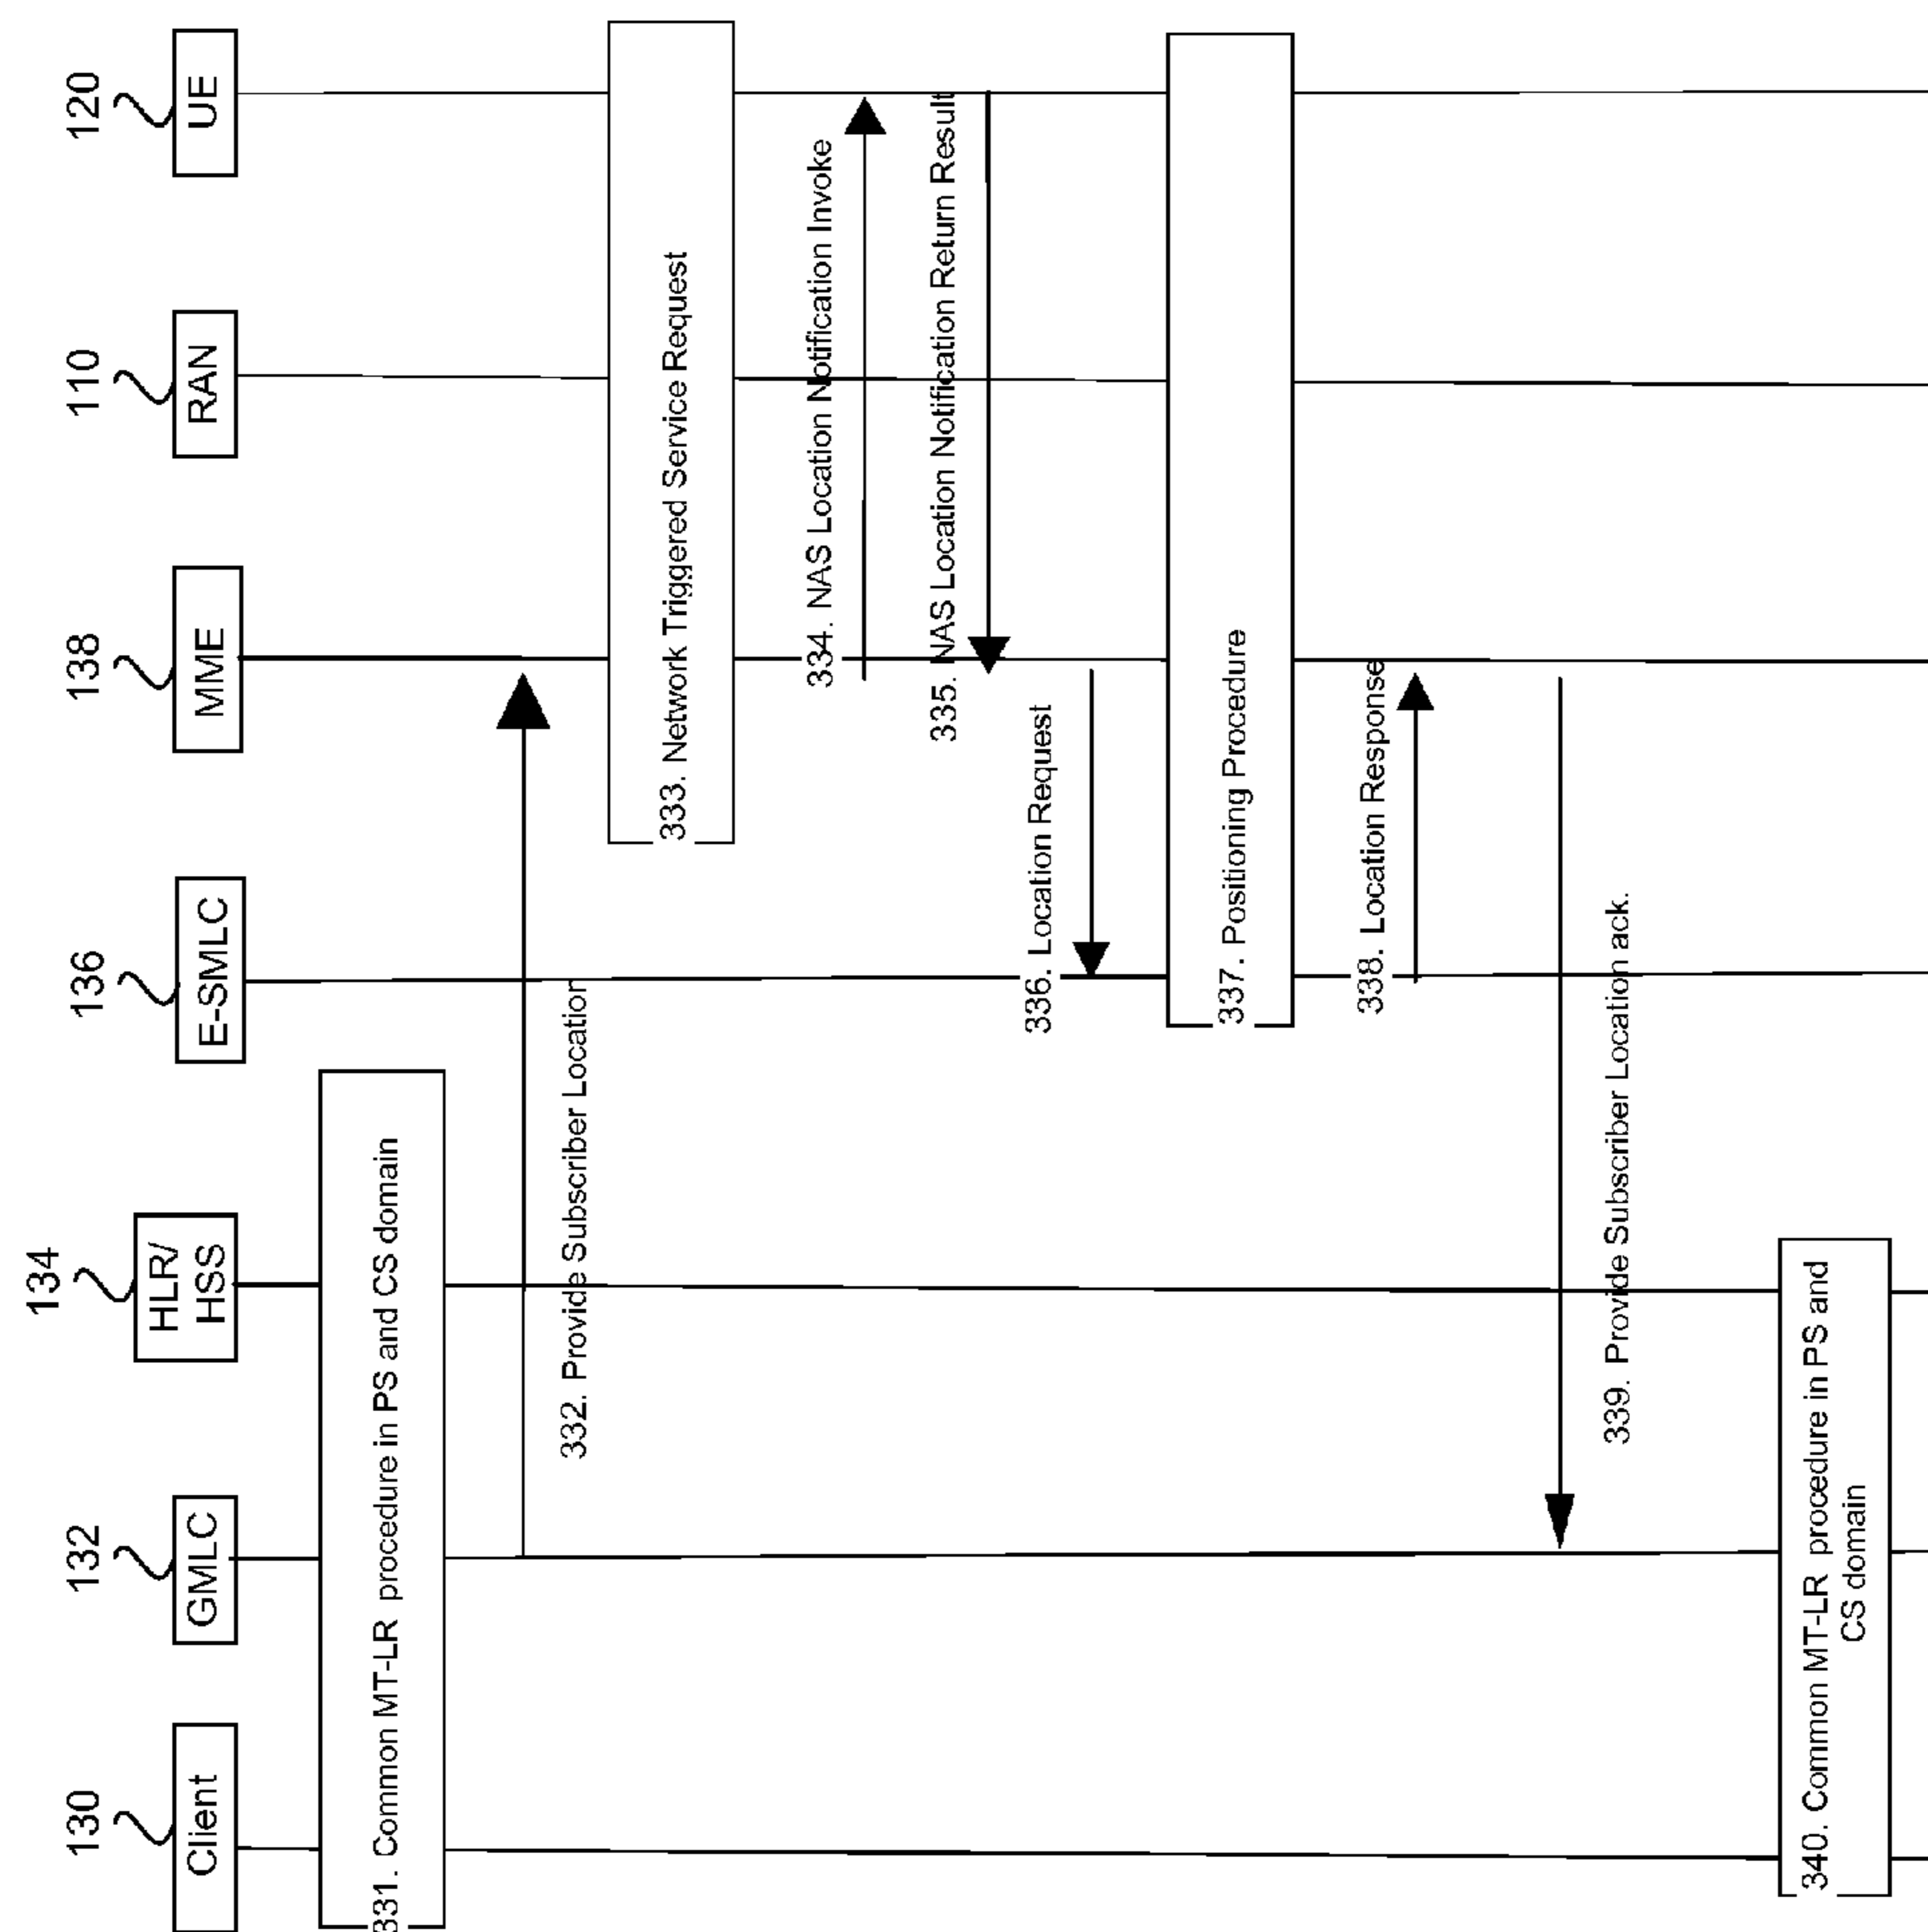 130
132
134
136
138
110
120
Client
GMLC
HLR/
HSS
E-SMLC
MME
RAN
UE
331. Common MT-LR procedure in PS and CS domain
332. Provide Subscriber Location
333. Network Triggered Service Request
334. NAS Location Notification Invoke
335. NAS Location Notification Return Result
336. Location Request
337. Positioning Procedure
338. Location Response
339. Provide Subscriber Location ack.
340. Common MT-LR procedure in PS and
CS domain